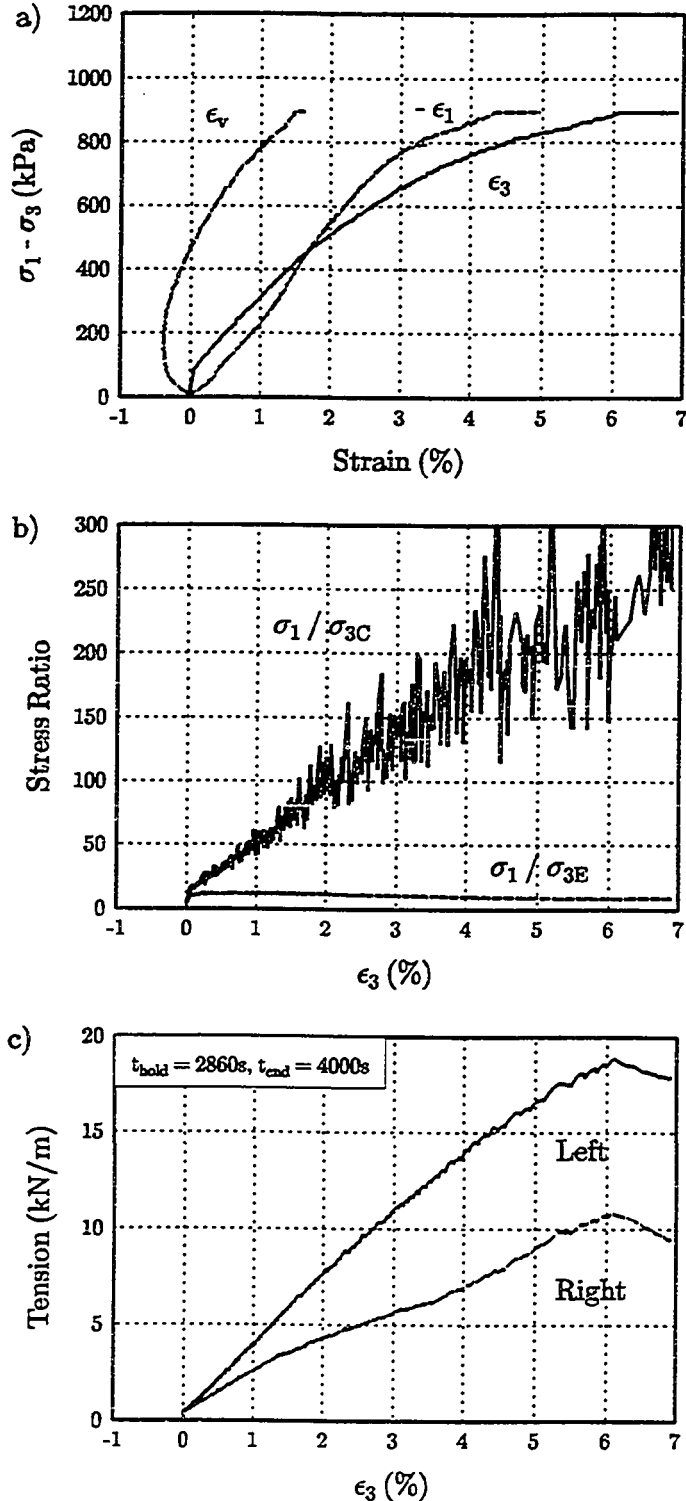 a)
1200
1000
800
600
400
200
0
σ₁ - σ₃ (kPa)
ϵᵥ
- ϵ₁
ϵ₃
-1 0 1 2 3 4 5 6 7
Strain (%)
b)
300
250
200
150
100
50
0
Stress Ratio
σ₁ / σ₃C
σ₁ / σ₃E
-1 0 1 2 3 4 5 6 7
ϵ₃ (%)
c)
20
15
10
5
0
Tension (kN/m)
t_hold = 2860s, t_end = 4000s
Left
Right
-1 0 1 2 3 4 5 6 7
ϵ₃ (%)